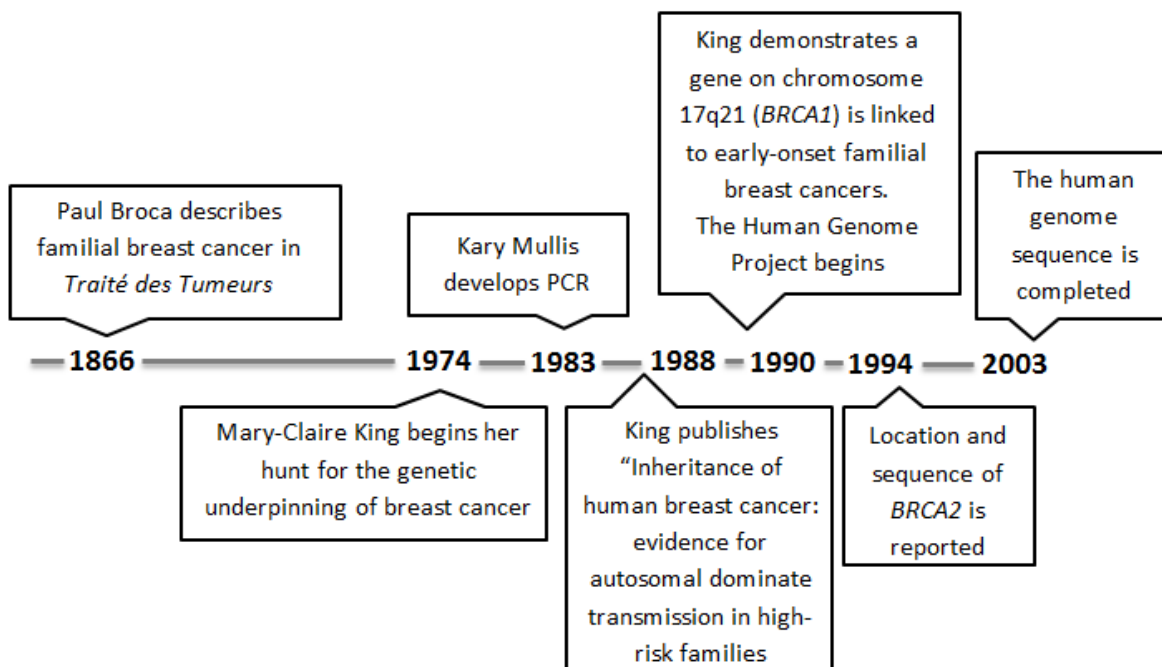 Paul Broca describes
familial breast cancer in
Traité des Tumeurs
Kary Mullis
develops PCR
King demonstrates a
gene on chromosome
17q21 (BRCA1) is linked
to early-onset familial
breast cancers.
The Human Genome
Project begins
The human
genome
sequence is
completed
1866 1974 1983 1988 1990 1994 2003
Mary-Claire King begins her
hunt for the genetic
underpinning of breast cancer
King publishes
“Inheritance of
human breast cancer:
evidence for
autosomal dominate
transmission in high-
risk families
Location and
sequence of
BRCA2 is
reported